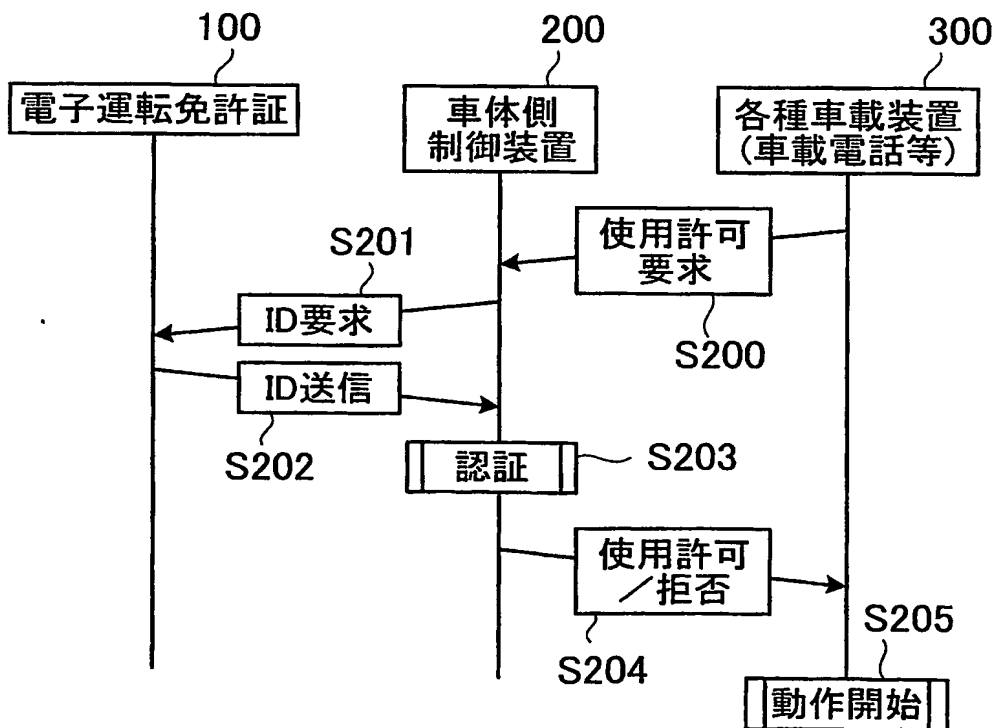 100
200
300
電子運転免許証
車体側
制御装置
各種車載装置
(車載電話等)
使用許可
要求
S200
S201
ID要求
ID送信
S202
認証
S203
使用許可
／拒否
S204
S205
動作開始